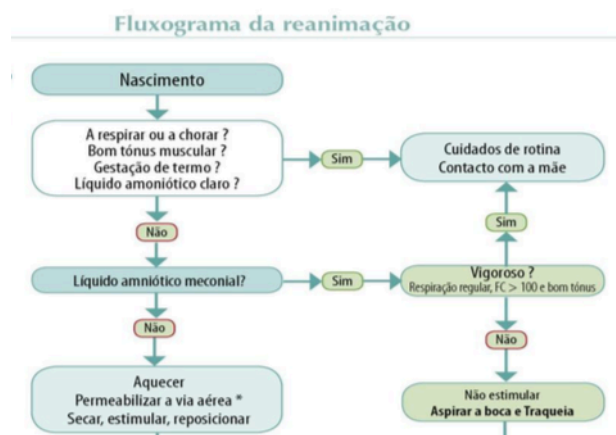 Fluxograma da reanimação
Nascimento
A respirar ou a chorar ?
Bom tónus muscular ?
Gestação de termo ?
Líquido amoniótico claro ?
Sim
Cuidados de rotina
Contacto com a mãe
Não
Sim
Líquido amniótico meconial?
Sim
Vigoroso ?
Respiração regular, FC > 100 e bom tónus
Não
Não
Aquecer
Permeabilizar a via aérea *
Secar, estimular, reposicionar
Não estimular
Aspirar a boca e Traqueia